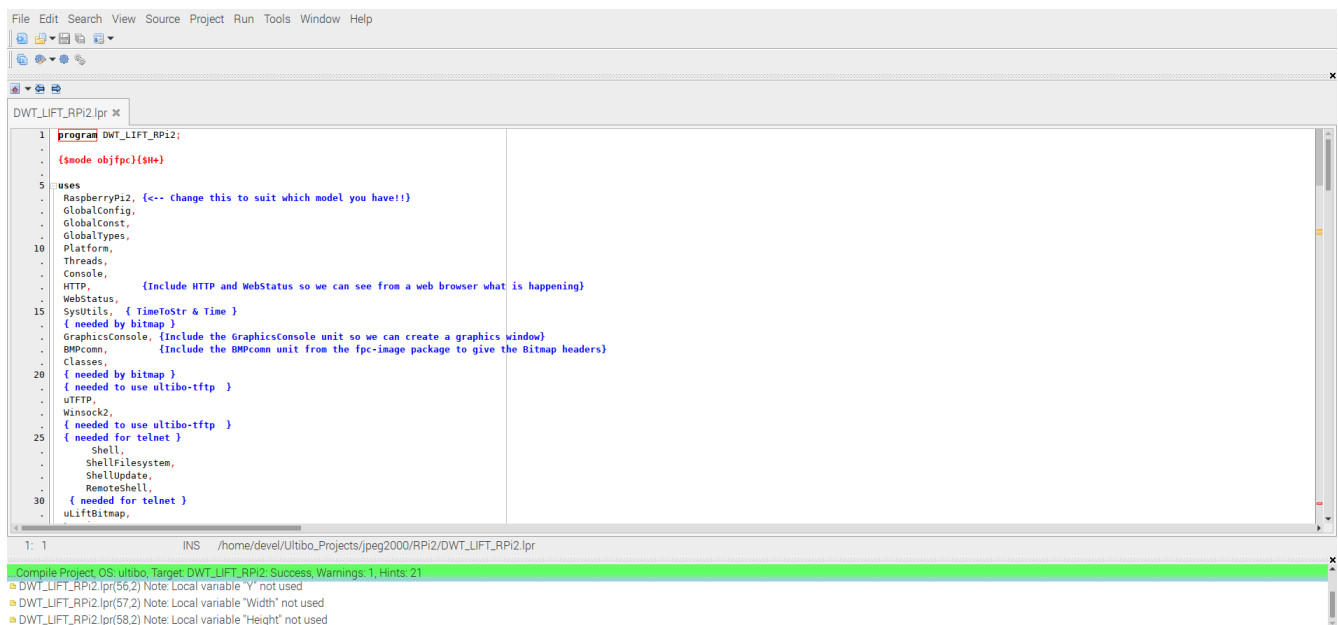 File Edit Search View Source Project Run Tools Window Help
DWT_LIFT_RPi2.lpr
1 program DWT_LIFT_RPi2;
.
. {$mode objfpc}{$H+}
.
5 uses
. RaspberryPi2, {<-- Change this to suit which model you have!!}
. GlobalConfig,
. GlobalConst,
. GlobalTypes,
10 Platform,
. Threads,
. Console,
. HTTP, {Include HTTP and WebStatus so we can see from a web browser what is happening}
. WebStatus,
15 SysUtils, { TimeToStr & Time }
. { needed by bitmap }
. GraphicsConsole, {Include the GraphicsConsole unit so we can create a graphics window}
. BMPcomn, {Include the BMPcomn unit from the fpc-image package to give the Bitmap headers}
. Classes,
20 { needed by bitmap }
. { needed to use ultibo-tftp }
. uTFTP,
. Winsock2,
. { needed to use ultibo-tftp }
25 { needed for telnet }
. Shell,
. ShellFilesystem,
. ShellUpdate,
. RemoteShell,
30 { needed for telnet }
. uLiftBitmap,
1: 1 INS /home/devel/Ultibo_Projects/jpeg2000/RPi2/DWT_LIFT_RPi2.lpr
...Compile Project, OS: ultibo, Target: DWT_LIFT_RPi2: Success, Warnings: 1, Hints: 21
DWT_LIFT_RPi2.lpr(56,2) Note: Local variable "Y" not used
DWT_LIFT_RPi2.lpr(57,2) Note: Local variable "Width" not used
DWT_LIFT_RPi2.lpr(58,2) Note: Local variable "Height" not used